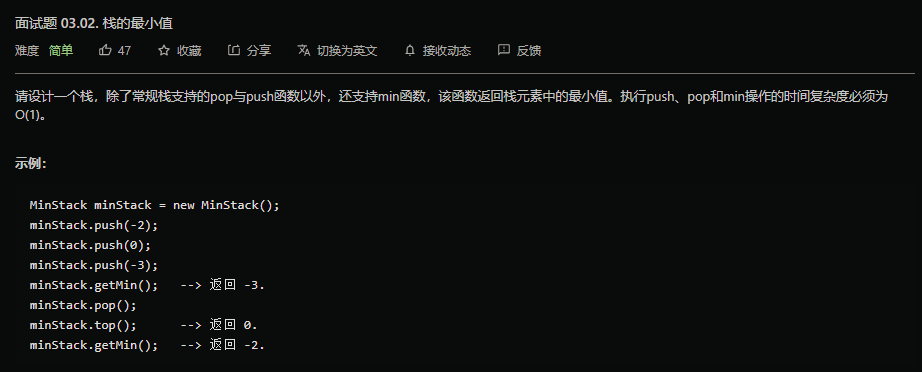 面试题 03.02. 栈的最小值
难度 简单 47 收藏 分享 切换为英文 接收动态 反馈
请设计一个栈，除了常规栈支持的pop与push函数以外，还支持min函数，该函数返回栈元素中的最小值。执行push、pop和min操作的时间复杂度必须为
O(1)。
示例：
MinStack minStack = new MinStack();
minStack.push(-2);
minStack.push(0);
minStack.push(-3);
minStack.getMin();   --> 返回 -3.
minStack.pop();
minStack.top();      --> 返回 0.
minStack.getMin();   --> 返回 -2.